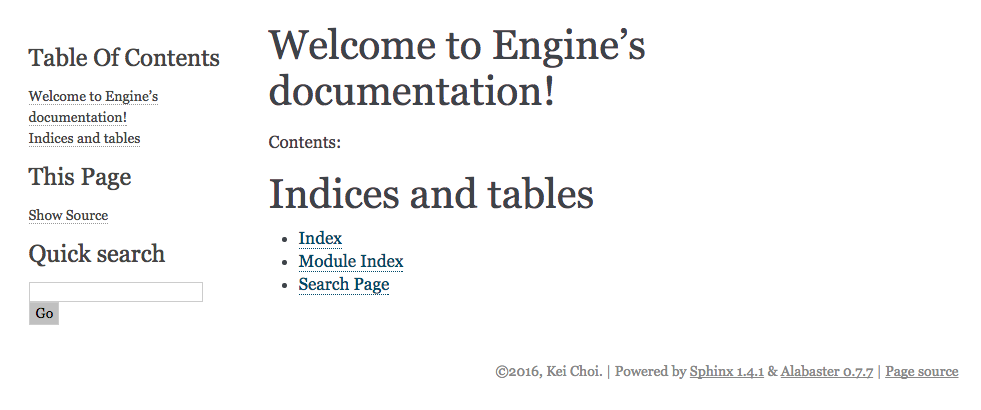 Table Of Contents
Welcome to Engine’s
documentation!
Indices and tables
This Page
Show Source
Quick search
Go
Welcome to Engine’s
documentation!
Contents:
Indices and tables
Index
Module Index
Search Page
©2016, Kei Choi. | Powered by Sphinx 1.4.1 & Alabaster 0.7.7 | Page source